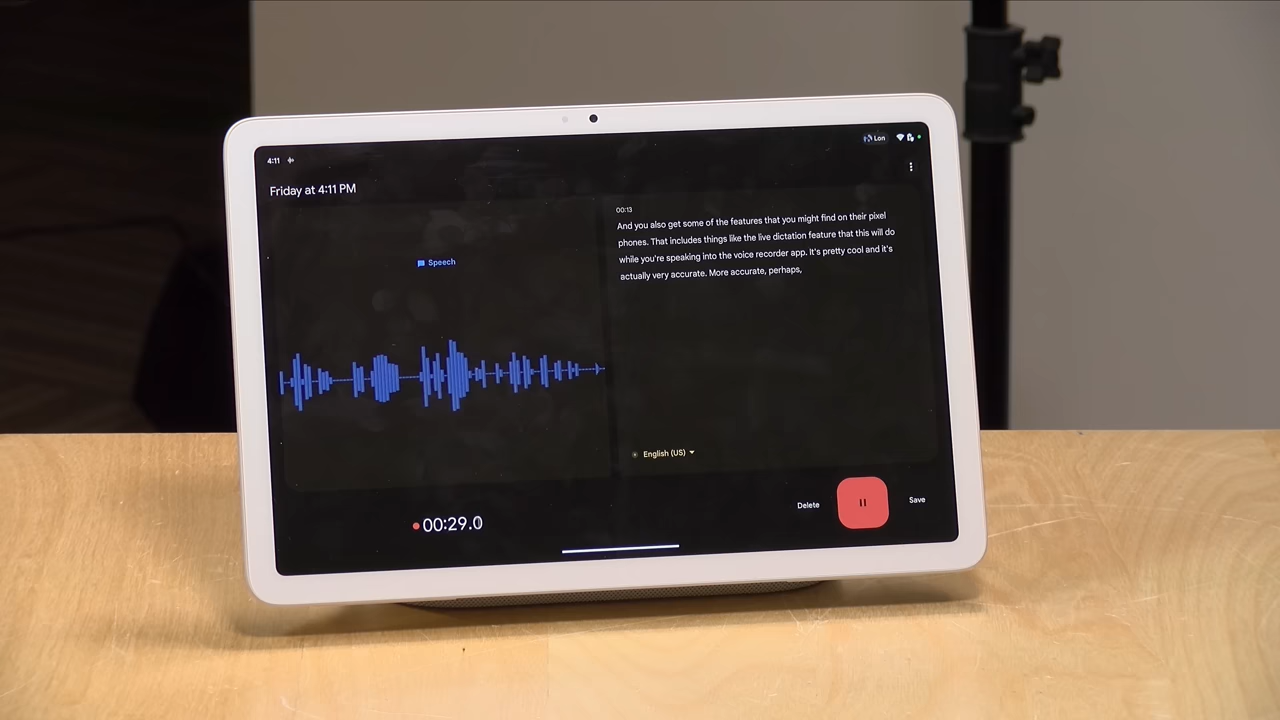 4:11
Lon
Friday at 4:11 PM
Speech
00:13
And you also get some of the features that you might find on their pixel
phones. That includes things like the live dictation feature that this will do
while you're speaking into the voice recorder app. It's pretty cool and it's
actually very accurate. More accurate, perhaps,
English (US)
00:29.0
Delete
Save